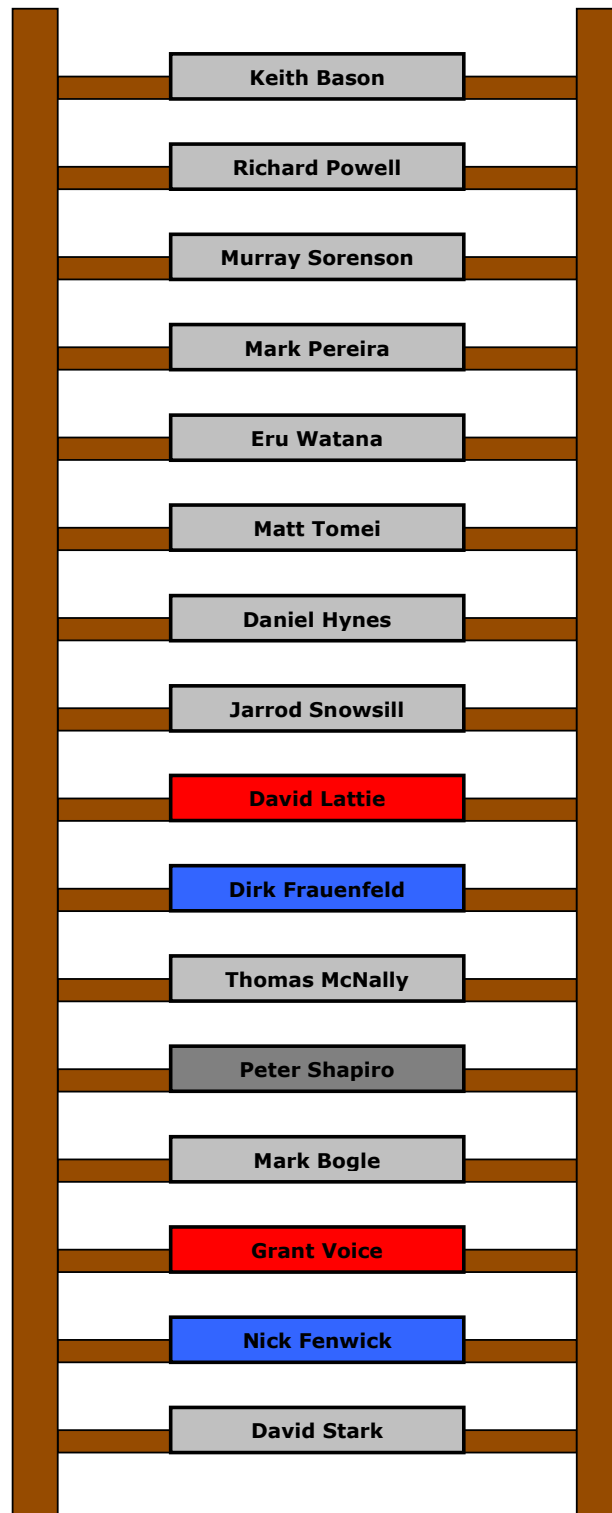 Keith Bason
Richard Powell
Murray Sorenson
Mark Pereira
Eru Watana
Matt Tomei
Daniel Hynes
Jarrod Snowsill
David Lattie
Dirk Frauenfeld
Thomas McNally
Peter Shapiro
Mark Bogle
Grant Voice
Nick Fenwick
David Stark